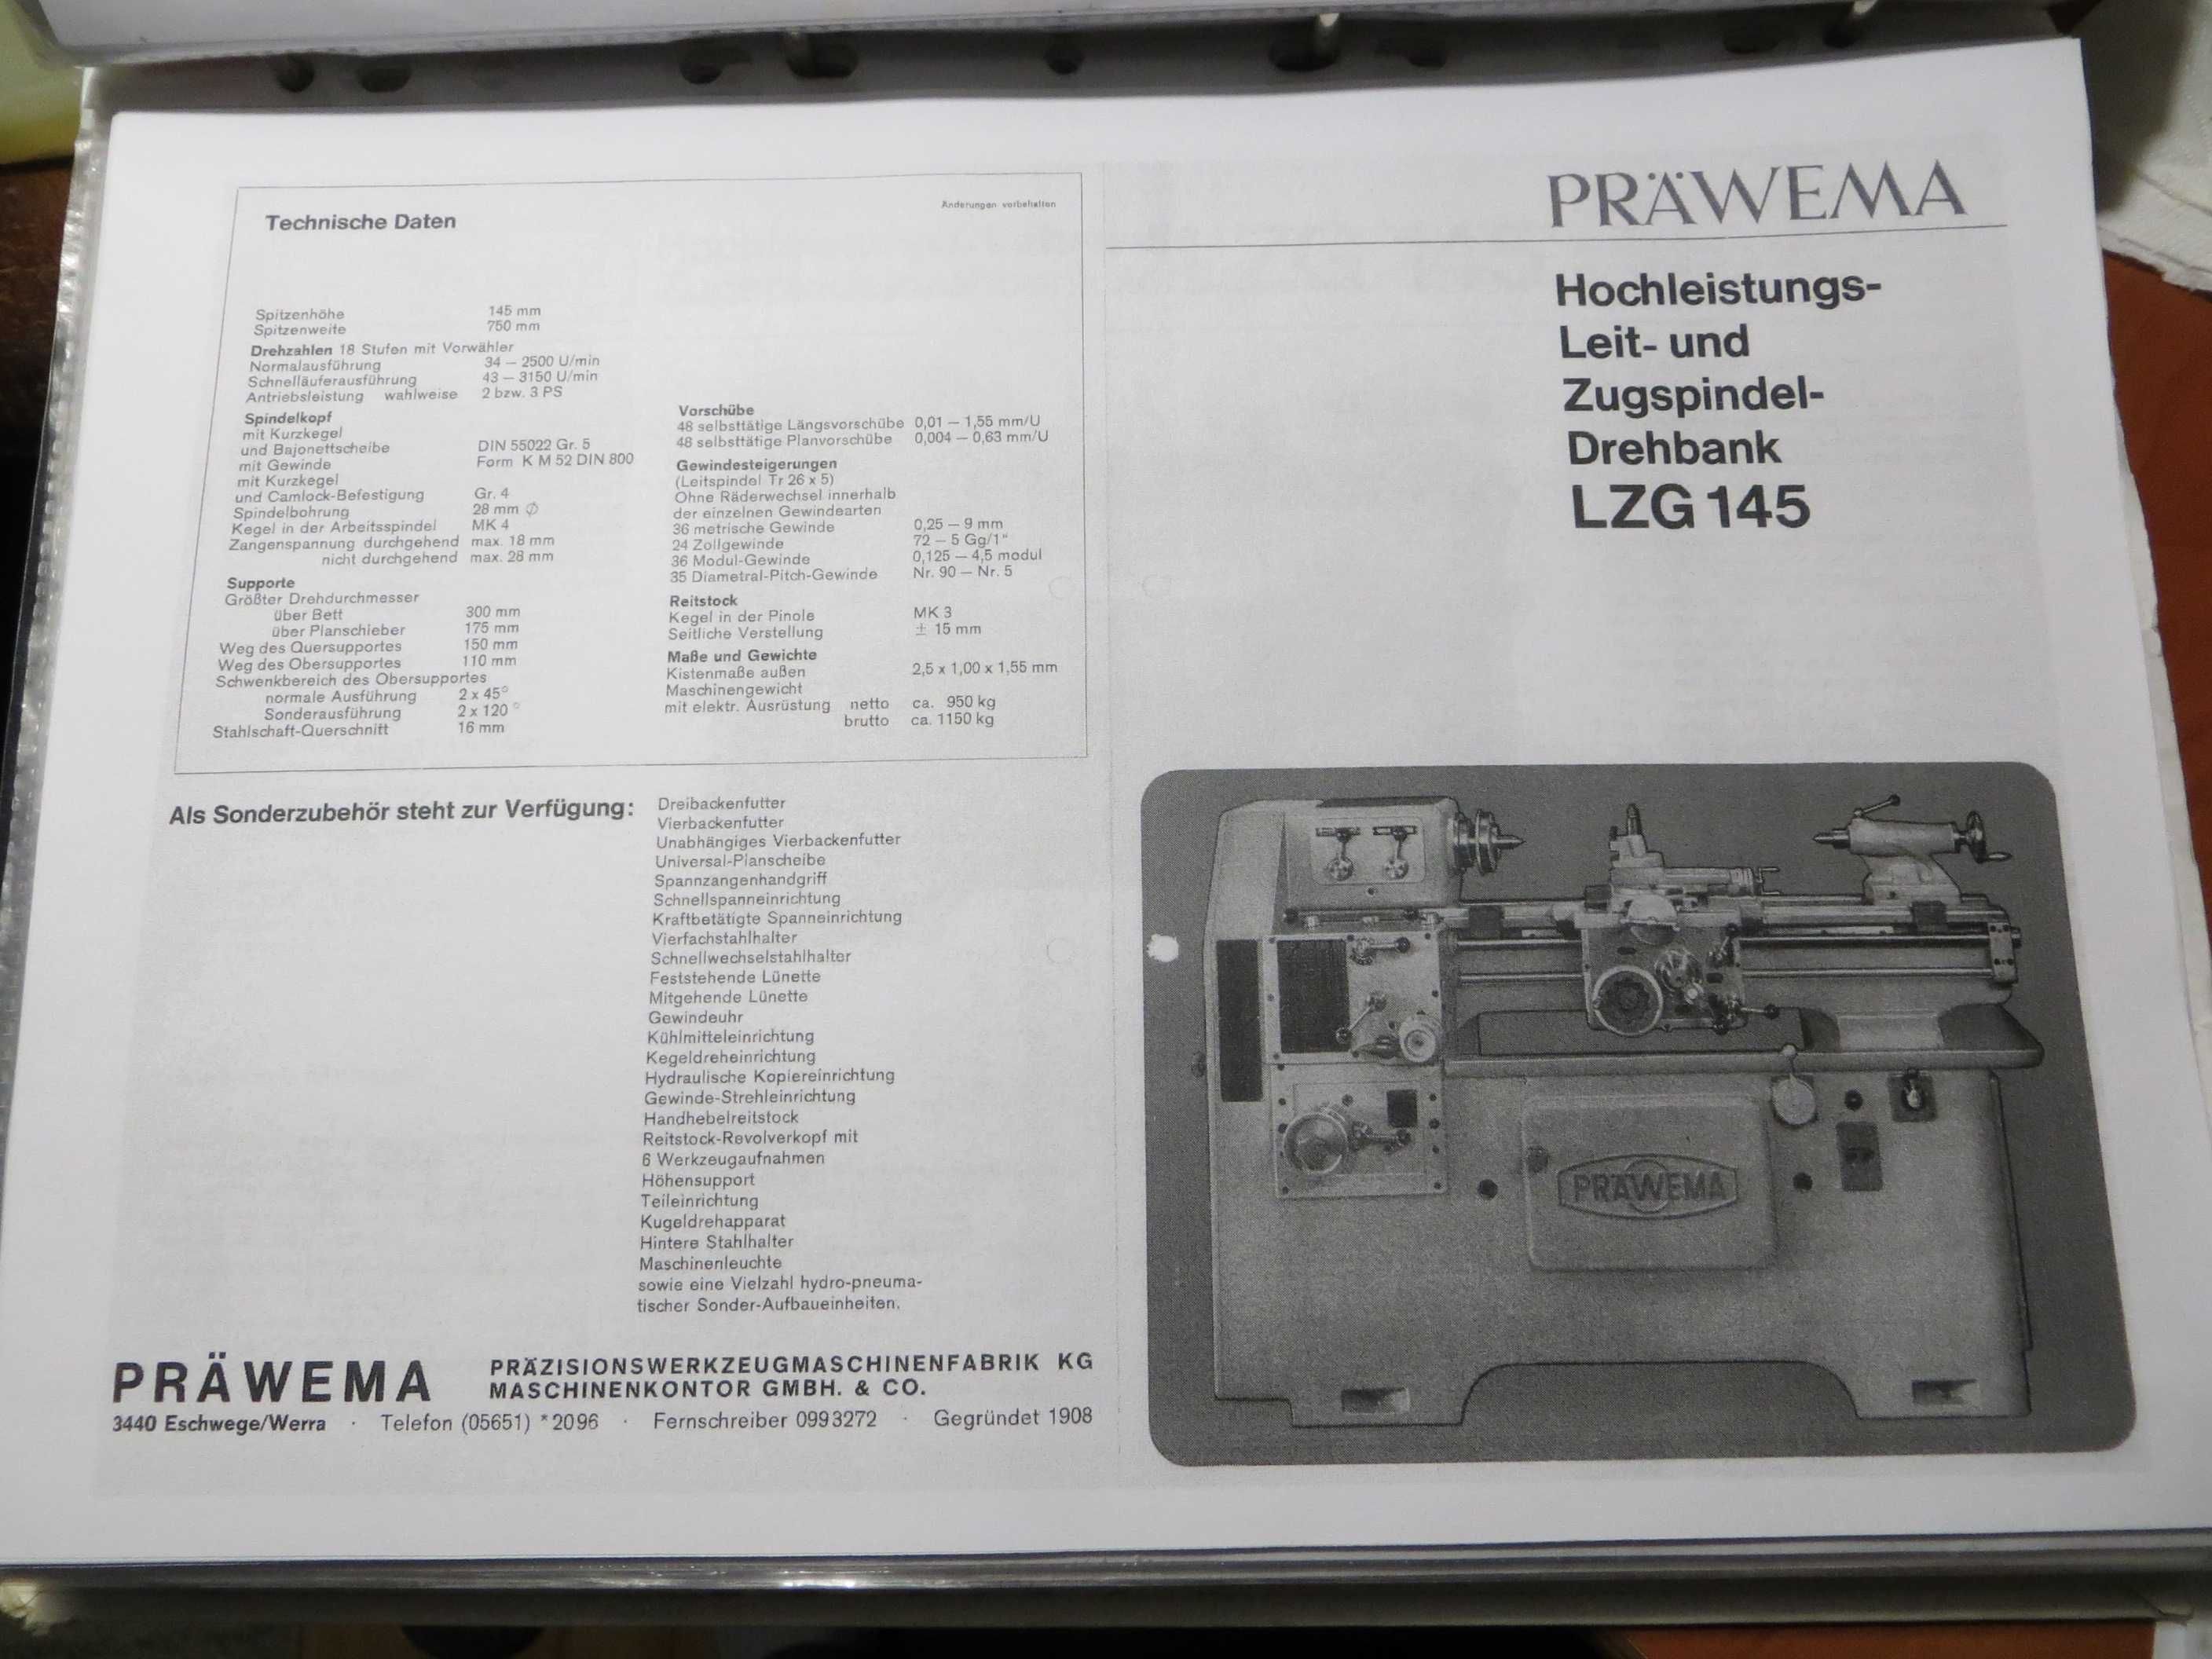 Technische Daten
Änderungen vorbehalten
Spitzenhöhe 145 mm
Spitzenweite 750 mm
Drehzahlen 18 Stufen mit Vorwähler
Normalausführung 34 – 2500 U/min
Schnelläuferausführung 43 – 3150 U/min
Antriebsleistung wahlweise 2 bzw. 3 PS
Spindelkopf
mit Kurzkegel
und Bajonettscheibe DIN 55022 Gr. 5
mit Gewinde Form K M 52 DIN 800
mit Kurzkegel
und Camlock-Befestigung Gr. 4
Spindelbohrung 28 mm ∅
Kegel in der Arbeitsspindel MK 4
Zangenspannung durchgehend max. 18 mm
nicht durchgehend max. 28 mm
Supporte
Größter Drehdurchmesser
über Bett 300 mm
über Planschieber 175 mm
Weg des Quersupportes 150 mm
Weg des Obersupportes 110 mm
Schwenkbereich des Obersupportes
normale Ausführung 2 x 45°
Sonderausführung 2 x 120°
Stahlschaft-Querschnitt 16 mm
Vorschübe
48 selbsttätige Längsvorschübe 0,01 – 1,55 mm/U
48 selbsttätige Planvorschübe 0,004 – 0,63 mm/U
Gewindesteigerungen
(Leitspindel Tr 26 x 5)
Ohne Räderwechsel innerhalb
der einzelnen Gewindearten
36 metrische Gewinde 0,25 – 9 mm
24 Zollgewinde 72 – 5 Gg/1"
36 Modul-Gewinde 0,125 – 4,5 modul
35 Diametral-Pitch-Gewinde Nr. 90 – Nr. 5
Reitstock
Kegel in der Pinole MK 3
Seitliche Verstellung ± 15 mm
Maße und Gewichte
Kistenmaße außen 2,5 x 1,00 x 1,55 mm
Maschinengewicht
mit elektr. Ausrüstung netto ca. 950 kg
brutto ca. 1150 kg
Als Sonderzubehör steht zur Verfügung:
Dreibackenfutter
Vierbackenfutter
Unabhängiges Vierbackenfutter
Universal-Planscheibe
Spannzangenhandgriff
Schnellspanneinrichtung
Kraftbetätigte Spanneinrichtung
Vierfachstahlhalter
Schnellwechselstahlhalter
Feststehende Lünette
Mitgehende Lünette
Gewindeuhr
Kühlmitteleinrichtung
Kegeldreheinrichtung
Hydraulische Kopiereinrichtung
Gewinde-Strehleinrichtung
Handhebelreitstock
Reitstock-Revolverkopf mit
6 Werkzeugaufnahmen
Höhensupport
Teileinrichtung
Kugeldrehapparat
Hintere Stahlhalter
Maschinenleuchte
sowie eine Vielzahl hydro-pneuma-
tischer Sonder-Aufbaueinheiten.
PRÄWEMA PRÄZISIONSWERKZEUGMASCHINENFABRIK KG
MASCHINENKONTOR GMBH. & CO.
3440 Eschwege/Werra · Telefon (05651) *2096 · Fernschreiber 0993272 · Gegründet 1908
PRÄWEMA
Hochleistungs-
Leit- und
Zugspindel-
Drehbank
LZG 145
PRÄWEMA